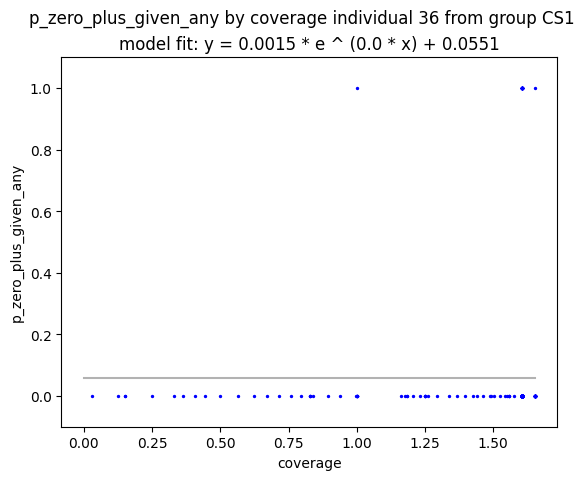 p_zero_plus_given_any by coverage individual 36 from group CS1
model fit: y = 0.0015 * e ^ (0.0 * x) + 0.0551
1.0
0.8
0.6
0.4
0.2
0.0
p_zero_plus_given_any
0.00 0.25 0.50 0.75 1.00 1.25 1.50
coverage